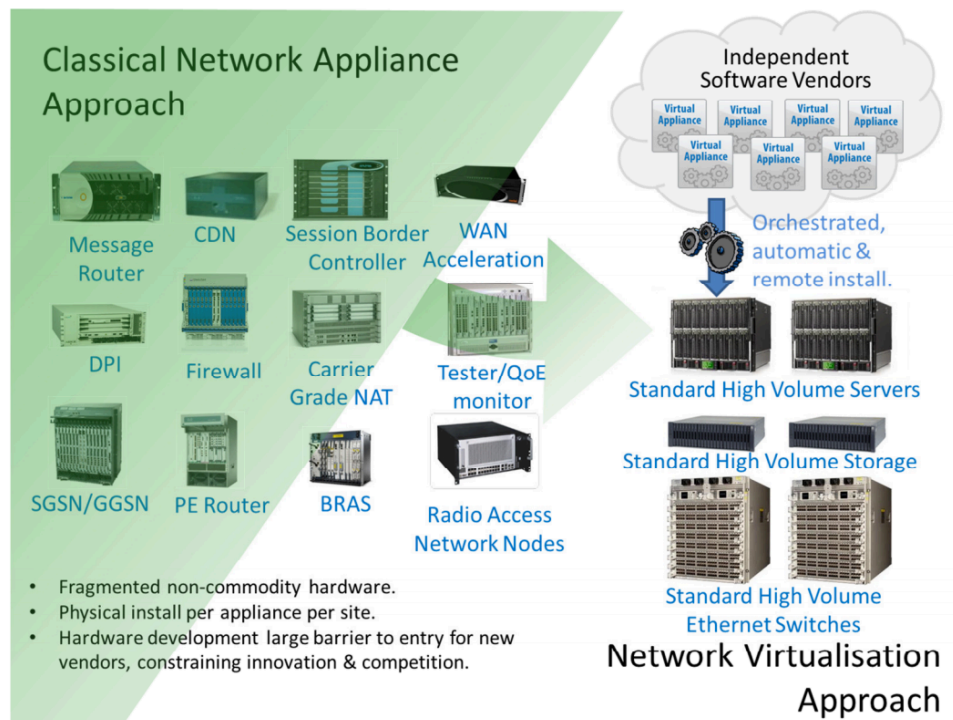 Classical Network Appliance
Approach
Message
Router
CDN
Session Border
Controller
WAN
Acceleration
DPI
Firewall
Carrier
Grade NAT
Tester/QoE
monitor
SGSN/GGSN
PE Router
BRAS
Radio Access
Network Nodes
• Fragmented non-commodity hardware.
• Physical install per appliance per site.
• Hardware development large barrier to entry for new
vendors, constraining innovation & competition.
Independent
Software Vendors
Virtual
Appliance
Virtual
Appliance
Virtual
Appliance
Virtual
Appliance
Virtual
Appliance
Virtual
Appliance
Virtual
Appliance
Orchestrated,
automatic &
remote install.
Standard High Volume Servers
Standard High Volume Storage
Standard High Volume
Ethernet Switches
Network Virtualisation
Approach